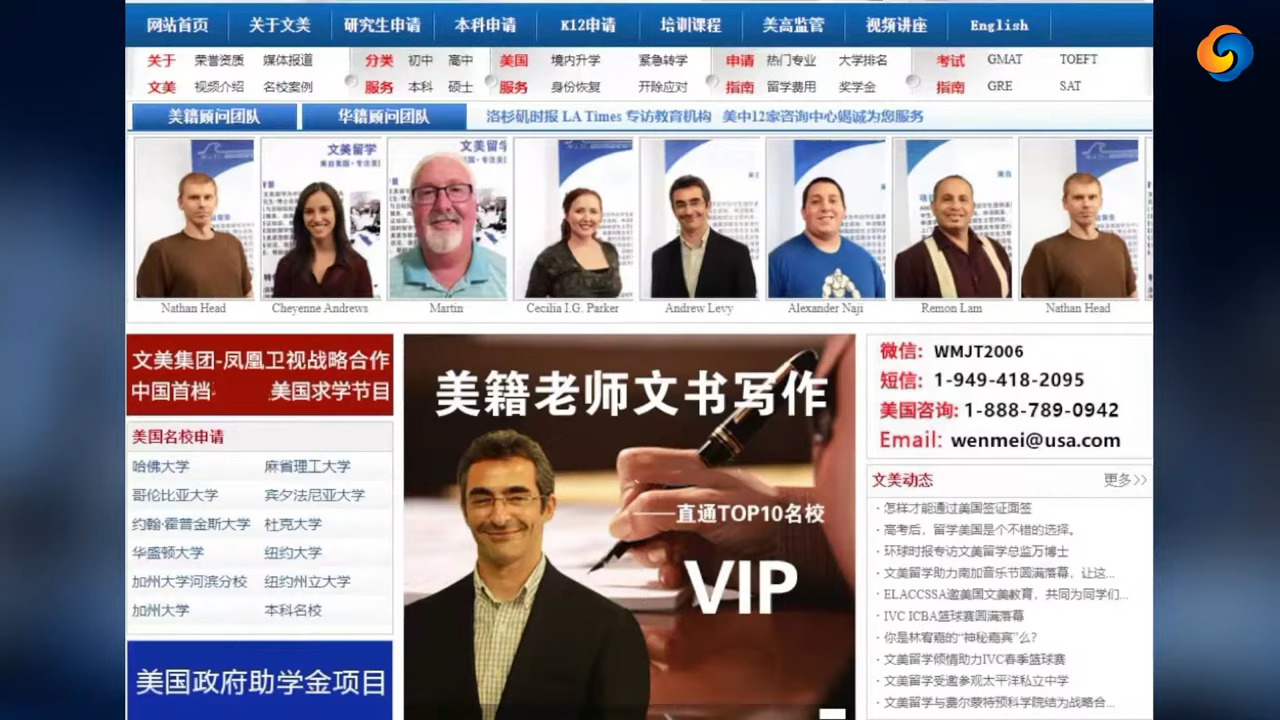 网站首页 关于文美 研究生申请 本科申请 K12申请 培训课程 美高监管 视频讲座 English
关于 荣誉资质 媒体报道 分类 初中 高中 美国 境内升学 紧急转学 申请 热门专业 大学排名 考试 GMAT TOEFT
文美 视频介绍 名校案例 服务 本科 硕士 服务 身份恢复 开除应对 指南 留学费用 奖学金 指南 GRE SAT
美籍顾问团队 华籍顾问团队 洛杉矶时报 LA Times 专访教育机构 美中12家咨询中心竭诚为您服务
文美留学
文美留学
Nathan Head Cheyenne Andrews Martin Cecilia I.G. Parker Andrew Levy Alexander Naji Remon Lam Nathan Head
文美集团-凤凰卫视战略合作
中国首档 美国求学节目
美国名校申请
哈佛大学 麻省理工大学
哥伦比亚大学 宾夕法尼亚大学
约翰·霍普金斯大学 杜克大学
华盛顿大学 纽约大学
加州大学河滨分校 纽约州立大学
加州大学 本科名校
美国政府助学金项目
美籍老师文书写作
——直通TOP10名校
VIP
微信: WMJT2006
短信: 1-949-418-2095
美国咨询: 1-888-789-0942
Email: wenmei@usa.com
文美动态 更多>>
· 怎样才能通过美国签证面签
· 高考后，留学美国是个不错的选择。
· 环球时报专访文美留学总监万博士
· 文美留学助力南加音乐节圆满落幕，让这...
· ELACCSSA邀美国文美教育，共同为同学们...
· IVC ICBA篮球赛圆满落幕
· 你是林宥嘉的“神秘嘉宾”么?
· 文美留学倾情助力IVC春季篮球赛
· 文美留学受邀参观太平洋私立中学
· 文美留学与塞尔蒙特预科学院结为战略合...